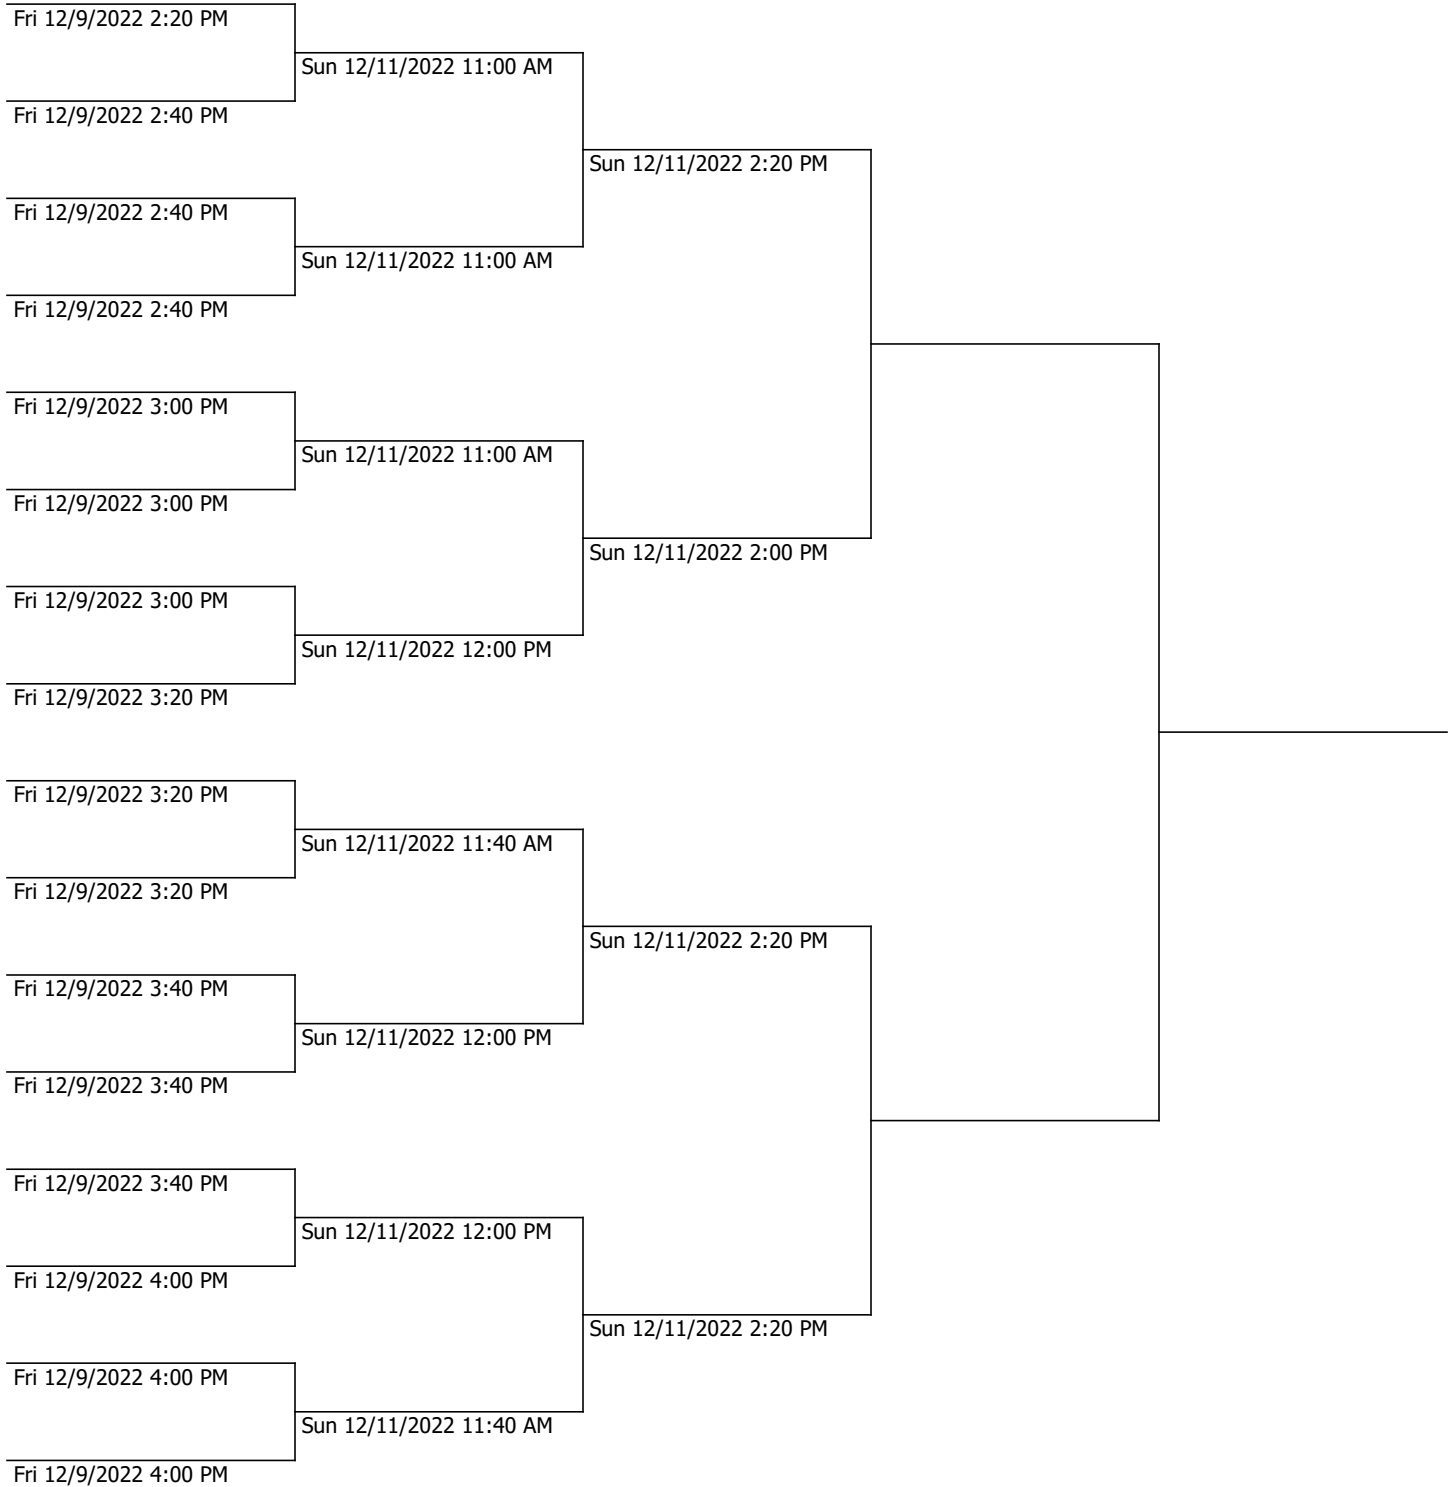 Fri 12/9/2022 2:20 PM
Sun 12/11/2022 11:00 AM
Fri 12/9/2022 2:40 PM
Sun 12/11/2022 2:20 PM
Fri 12/9/2022 2:40 PM
Sun 12/11/2022 11:00 AM
Fri 12/9/2022 2:40 PM
Fri 12/9/2022 3:00 PM
Sun 12/11/2022 11:00 AM
Fri 12/9/2022 3:00 PM
Sun 12/11/2022 2:00 PM
Fri 12/9/2022 3:00 PM
Sun 12/11/2022 12:00 PM
Fri 12/9/2022 3:20 PM
Fri 12/9/2022 3:20 PM
Sun 12/11/2022 11:40 AM
Fri 12/9/2022 3:20 PM
Sun 12/11/2022 2:20 PM
Fri 12/9/2022 3:40 PM
Sun 12/11/2022 12:00 PM
Fri 12/9/2022 3:40 PM
Fri 12/9/2022 3:40 PM
Sun 12/11/2022 12:00 PM
Fri 12/9/2022 4:00 PM
Sun 12/11/2022 2:20 PM
Fri 12/9/2022 4:00 PM
Sun 12/11/2022 11:40 AM
Fri 12/9/2022 4:00 PM